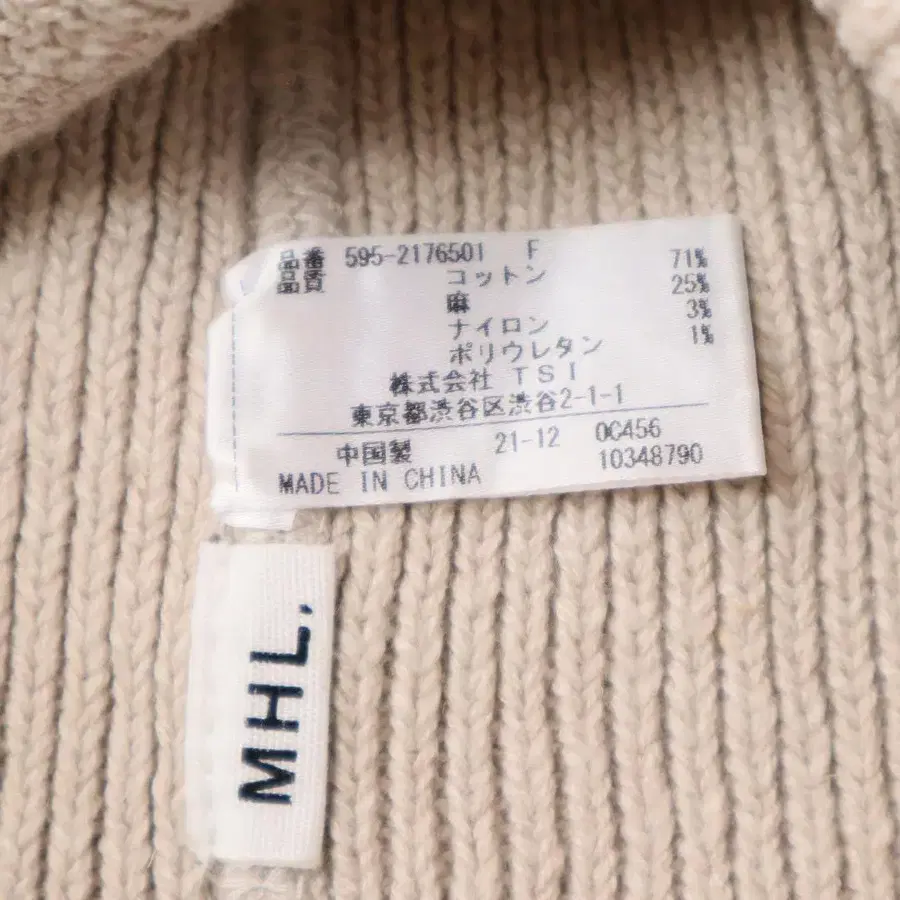 品番 595-2176501 F
品質 コットン 71%
麻 25%
ナイロン 3%
ポリウレタン 1%
株式会社 TSI
東京都渋谷区渋谷2-1-1
中国製 21-12 0C456
MADE IN CHINA 10348790
MHL.